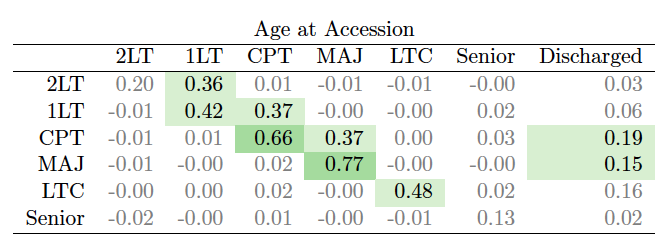 Age at Accession
2LT 1LT CPT MAJ LTC Senior Discharged
2LT 0.20 0.36 0.01 -0.01 -0.01 -0.00 0.03
1LT -0.01 0.42 0.37 -0.00 -0.00 0.02 0.06
CPT -0.01 0.01 0.66 0.37 0.00 0.03 0.19
MAJ -0.01 -0.00 0.02 0.77 -0.00 -0.00 0.15
LTC -0.00 0.00 0.02 -0.00 0.48 0.02 0.16
Senior -0.02 -0.00 0.01 -0.00 -0.01 0.13 0.02